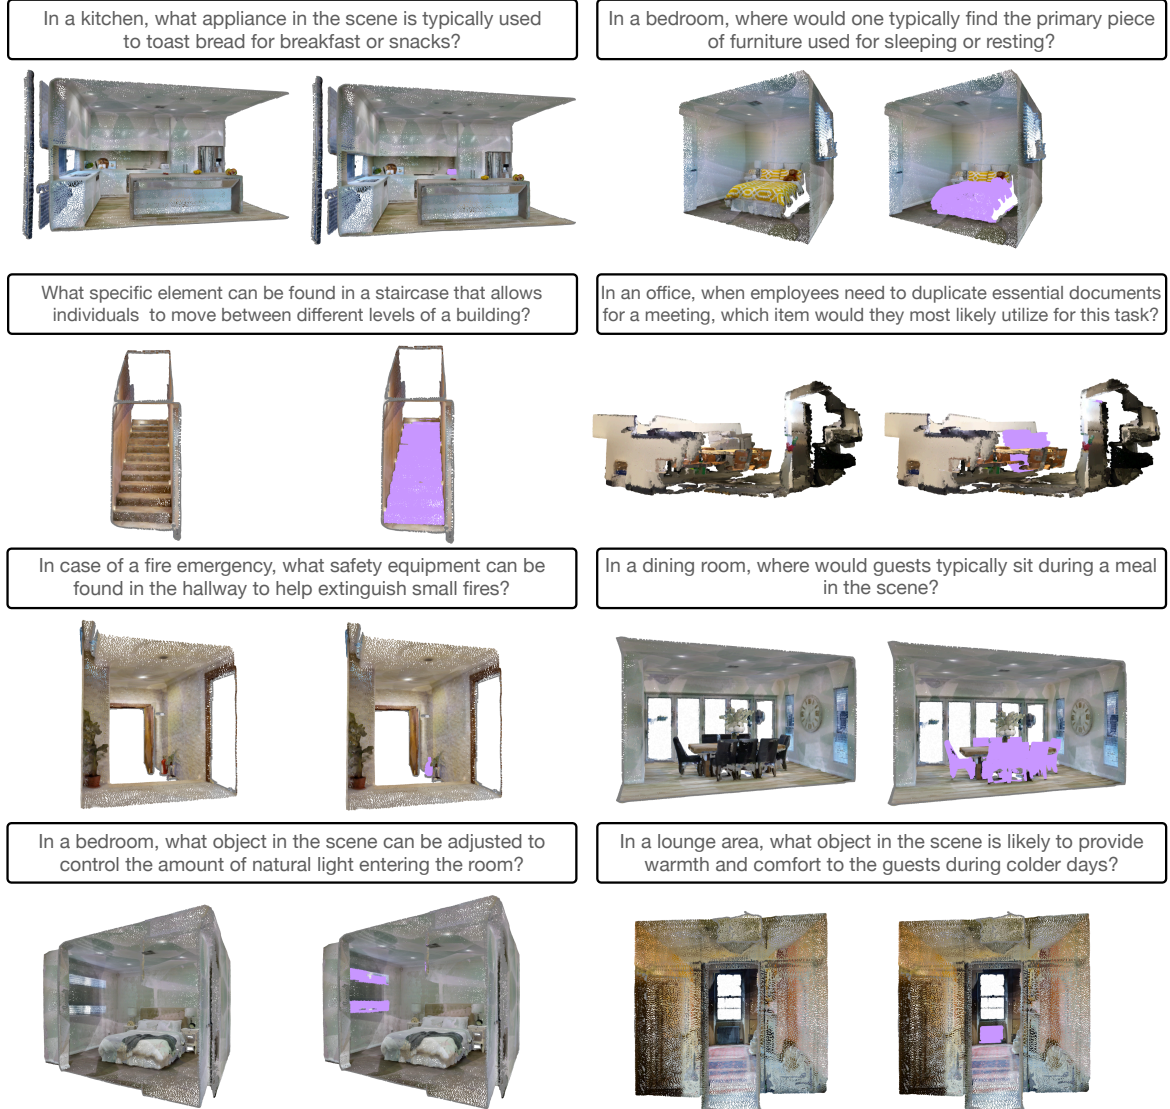 In a kitchen, what appliance in the scene is typically used
to toast bread for breakfast or snacks?
In a bedroom, where would one typically find the primary piece
of furniture used for sleeping or resting?
What specific element can be found in a staircase that allows
individuals to move between different levels of a building?
In an office, when employees need to duplicate essential documents
for a meeting, which item would they most likely utilize for this task?
In case of a fire emergency, what safety equipment can be
found in the hallway to help extinguish small fires?
In a dining room, where would guests typically sit during a meal
in the scene?
In a bedroom, what object in the scene can be adjusted to
control the amount of natural light entering the room?
In a lounge area, what object in the scene is likely to provide
warmth and comfort to the guests during colder days?